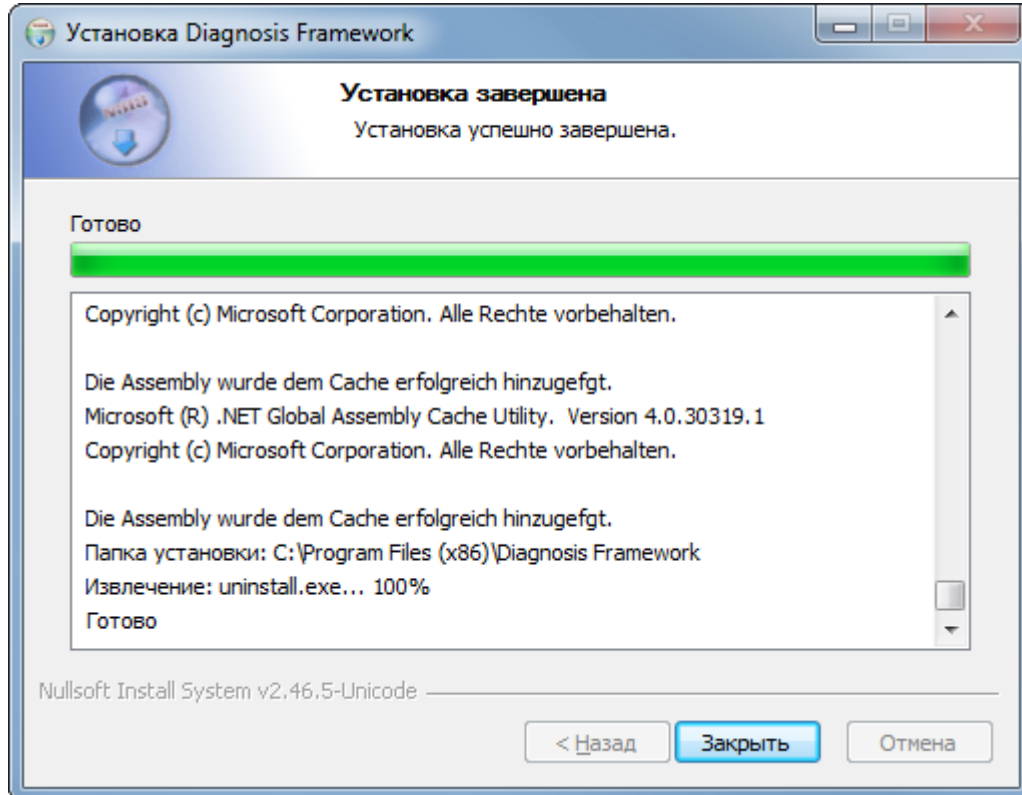 Установка Diagnosis Framework
Установка завершена
Установка успешно завершена.
Готово
Copyright (c) Microsoft Corporation. Alle Rechte vorbehalten.
Die Assembly wurde dem Cache erfolgreich hinzugefgt.
Microsoft (R) .NET Global Assembly Cache Utility.  Version 4.0.30319.1
Copyright (c) Microsoft Corporation. Alle Rechte vorbehalten.
Die Assembly wurde dem Cache erfolgreich hinzugefgt.
Папка установки: C:\Program Files (x86)\Diagnosis Framework
Извлечение: uninstall.exe... 100%
Готово
Nullsoft Install System v2.46.5-Unicode
< Назад Закрыть Отмена